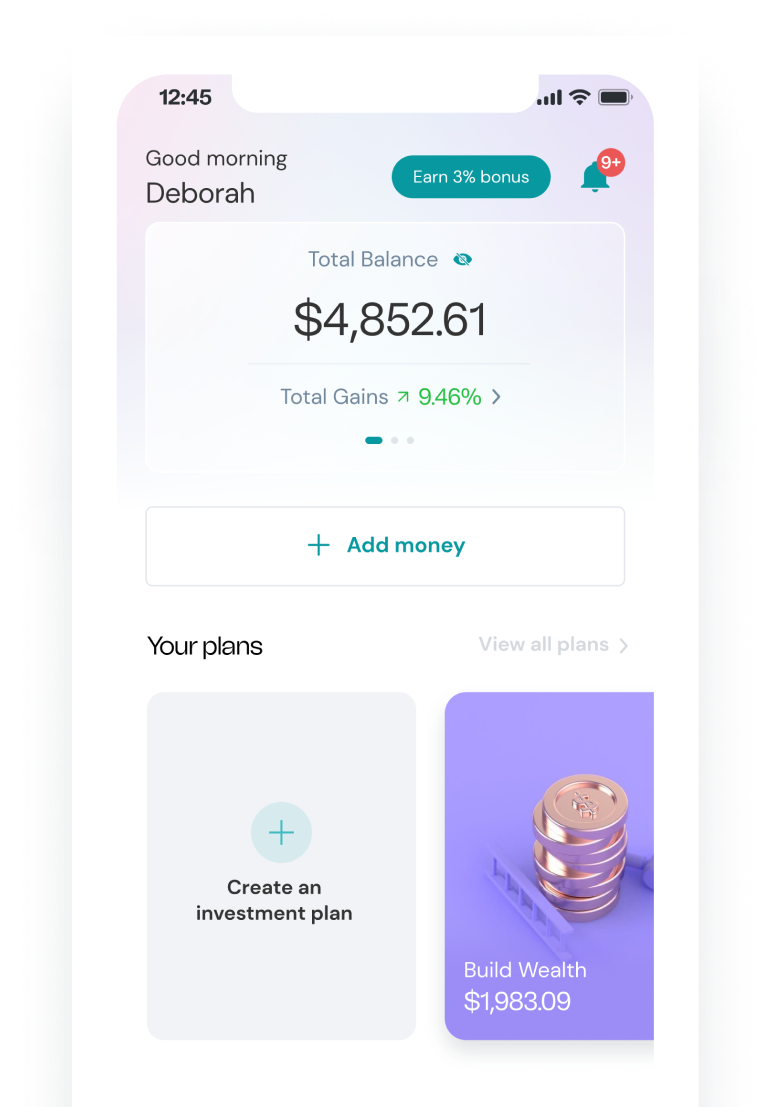 12:45
Good morning
Deborah
Earn 3% bonus
9+
Total Balance
$4,852.61
Total Gains 9.46%
Add money
Your plans
View all plans
Create an
investment plan
Build Wealth
$1,983.09